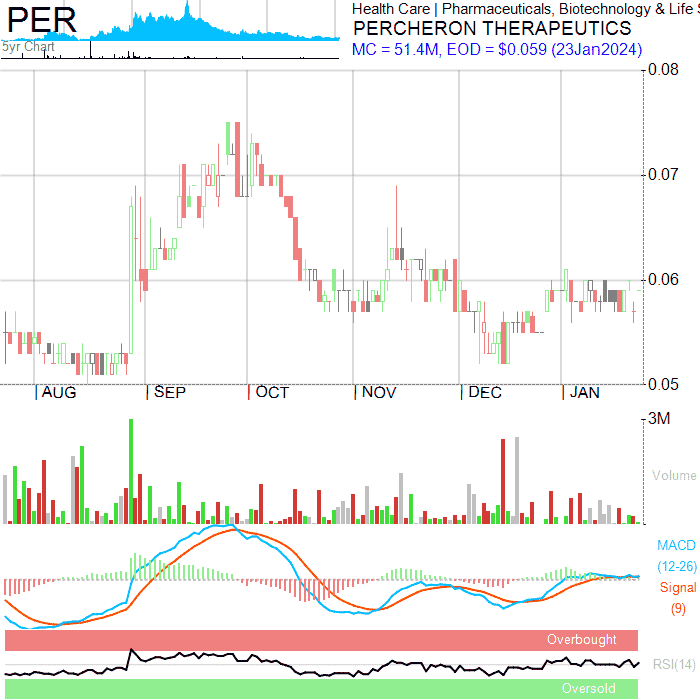 PER
5yr Chart
Health Care | Pharmaceuticals, Biotechnology & Life S
PERCHERON THERAPEUTICS
MC = 51.4M, EOD = $0.059 (23Jan2024)
0.08
0.07
0.06
0.05
| AUG | SEP | OCT | NOV | DEC | JAN
3M
Volume
MACD
(12-26)
Signal
(9)
Overbought
RSI(14)
Oversold